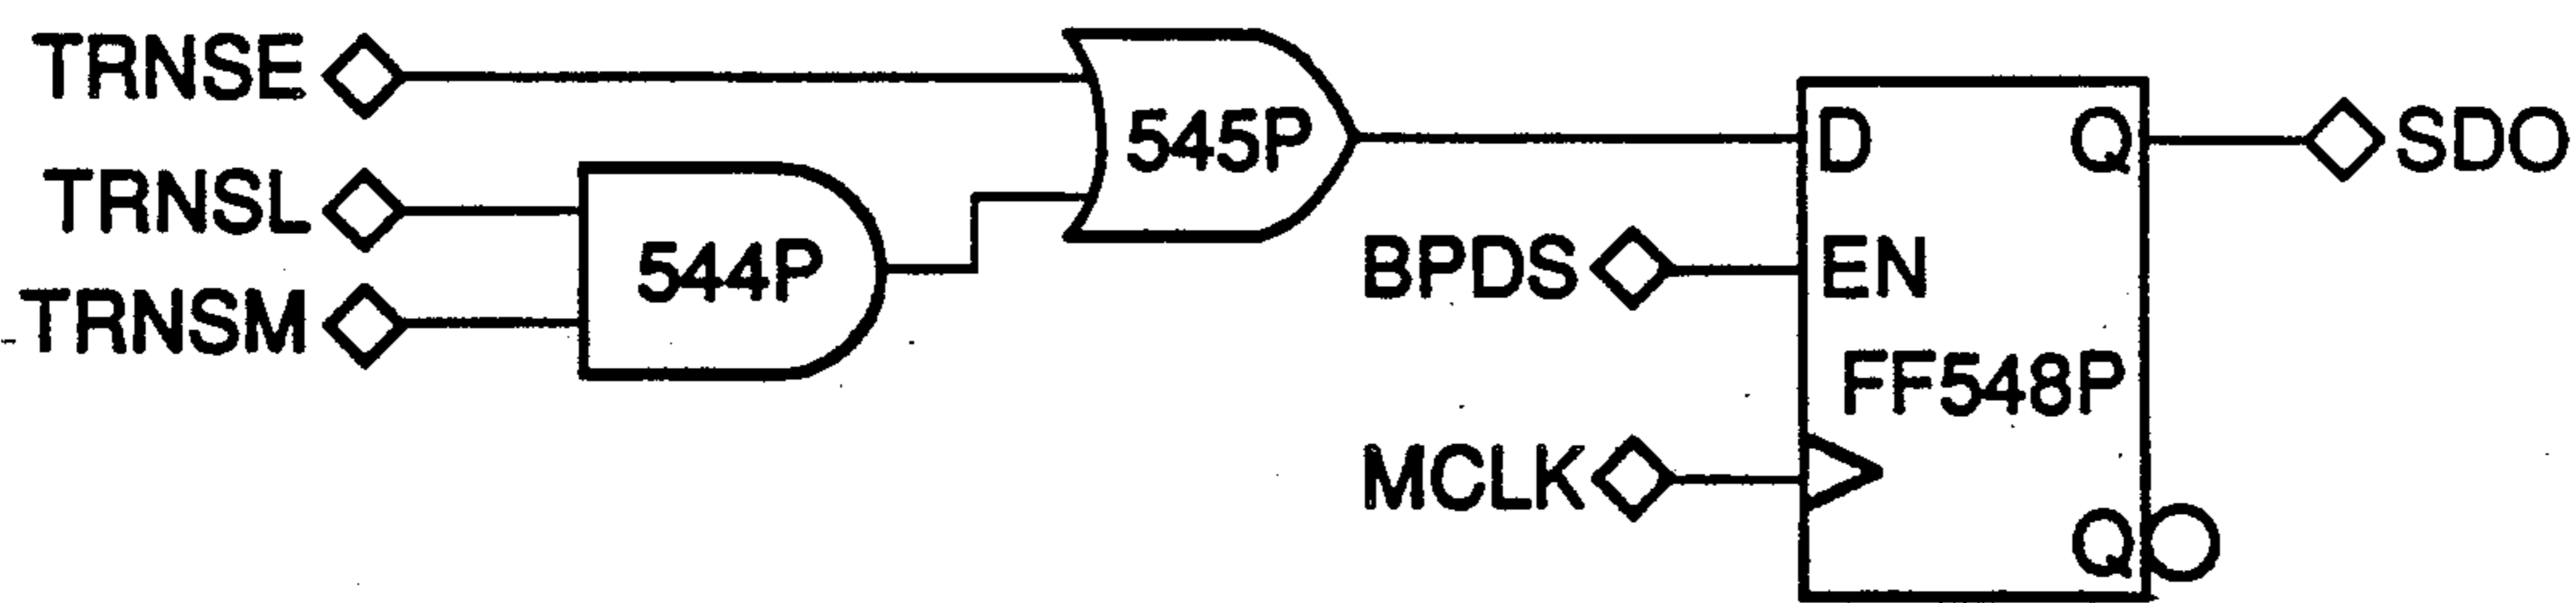 TRNSE
545P
D
Q
SDO
TRNSL
544P
BPDS
EN
TRNSM
FF548P
MCLK
Q